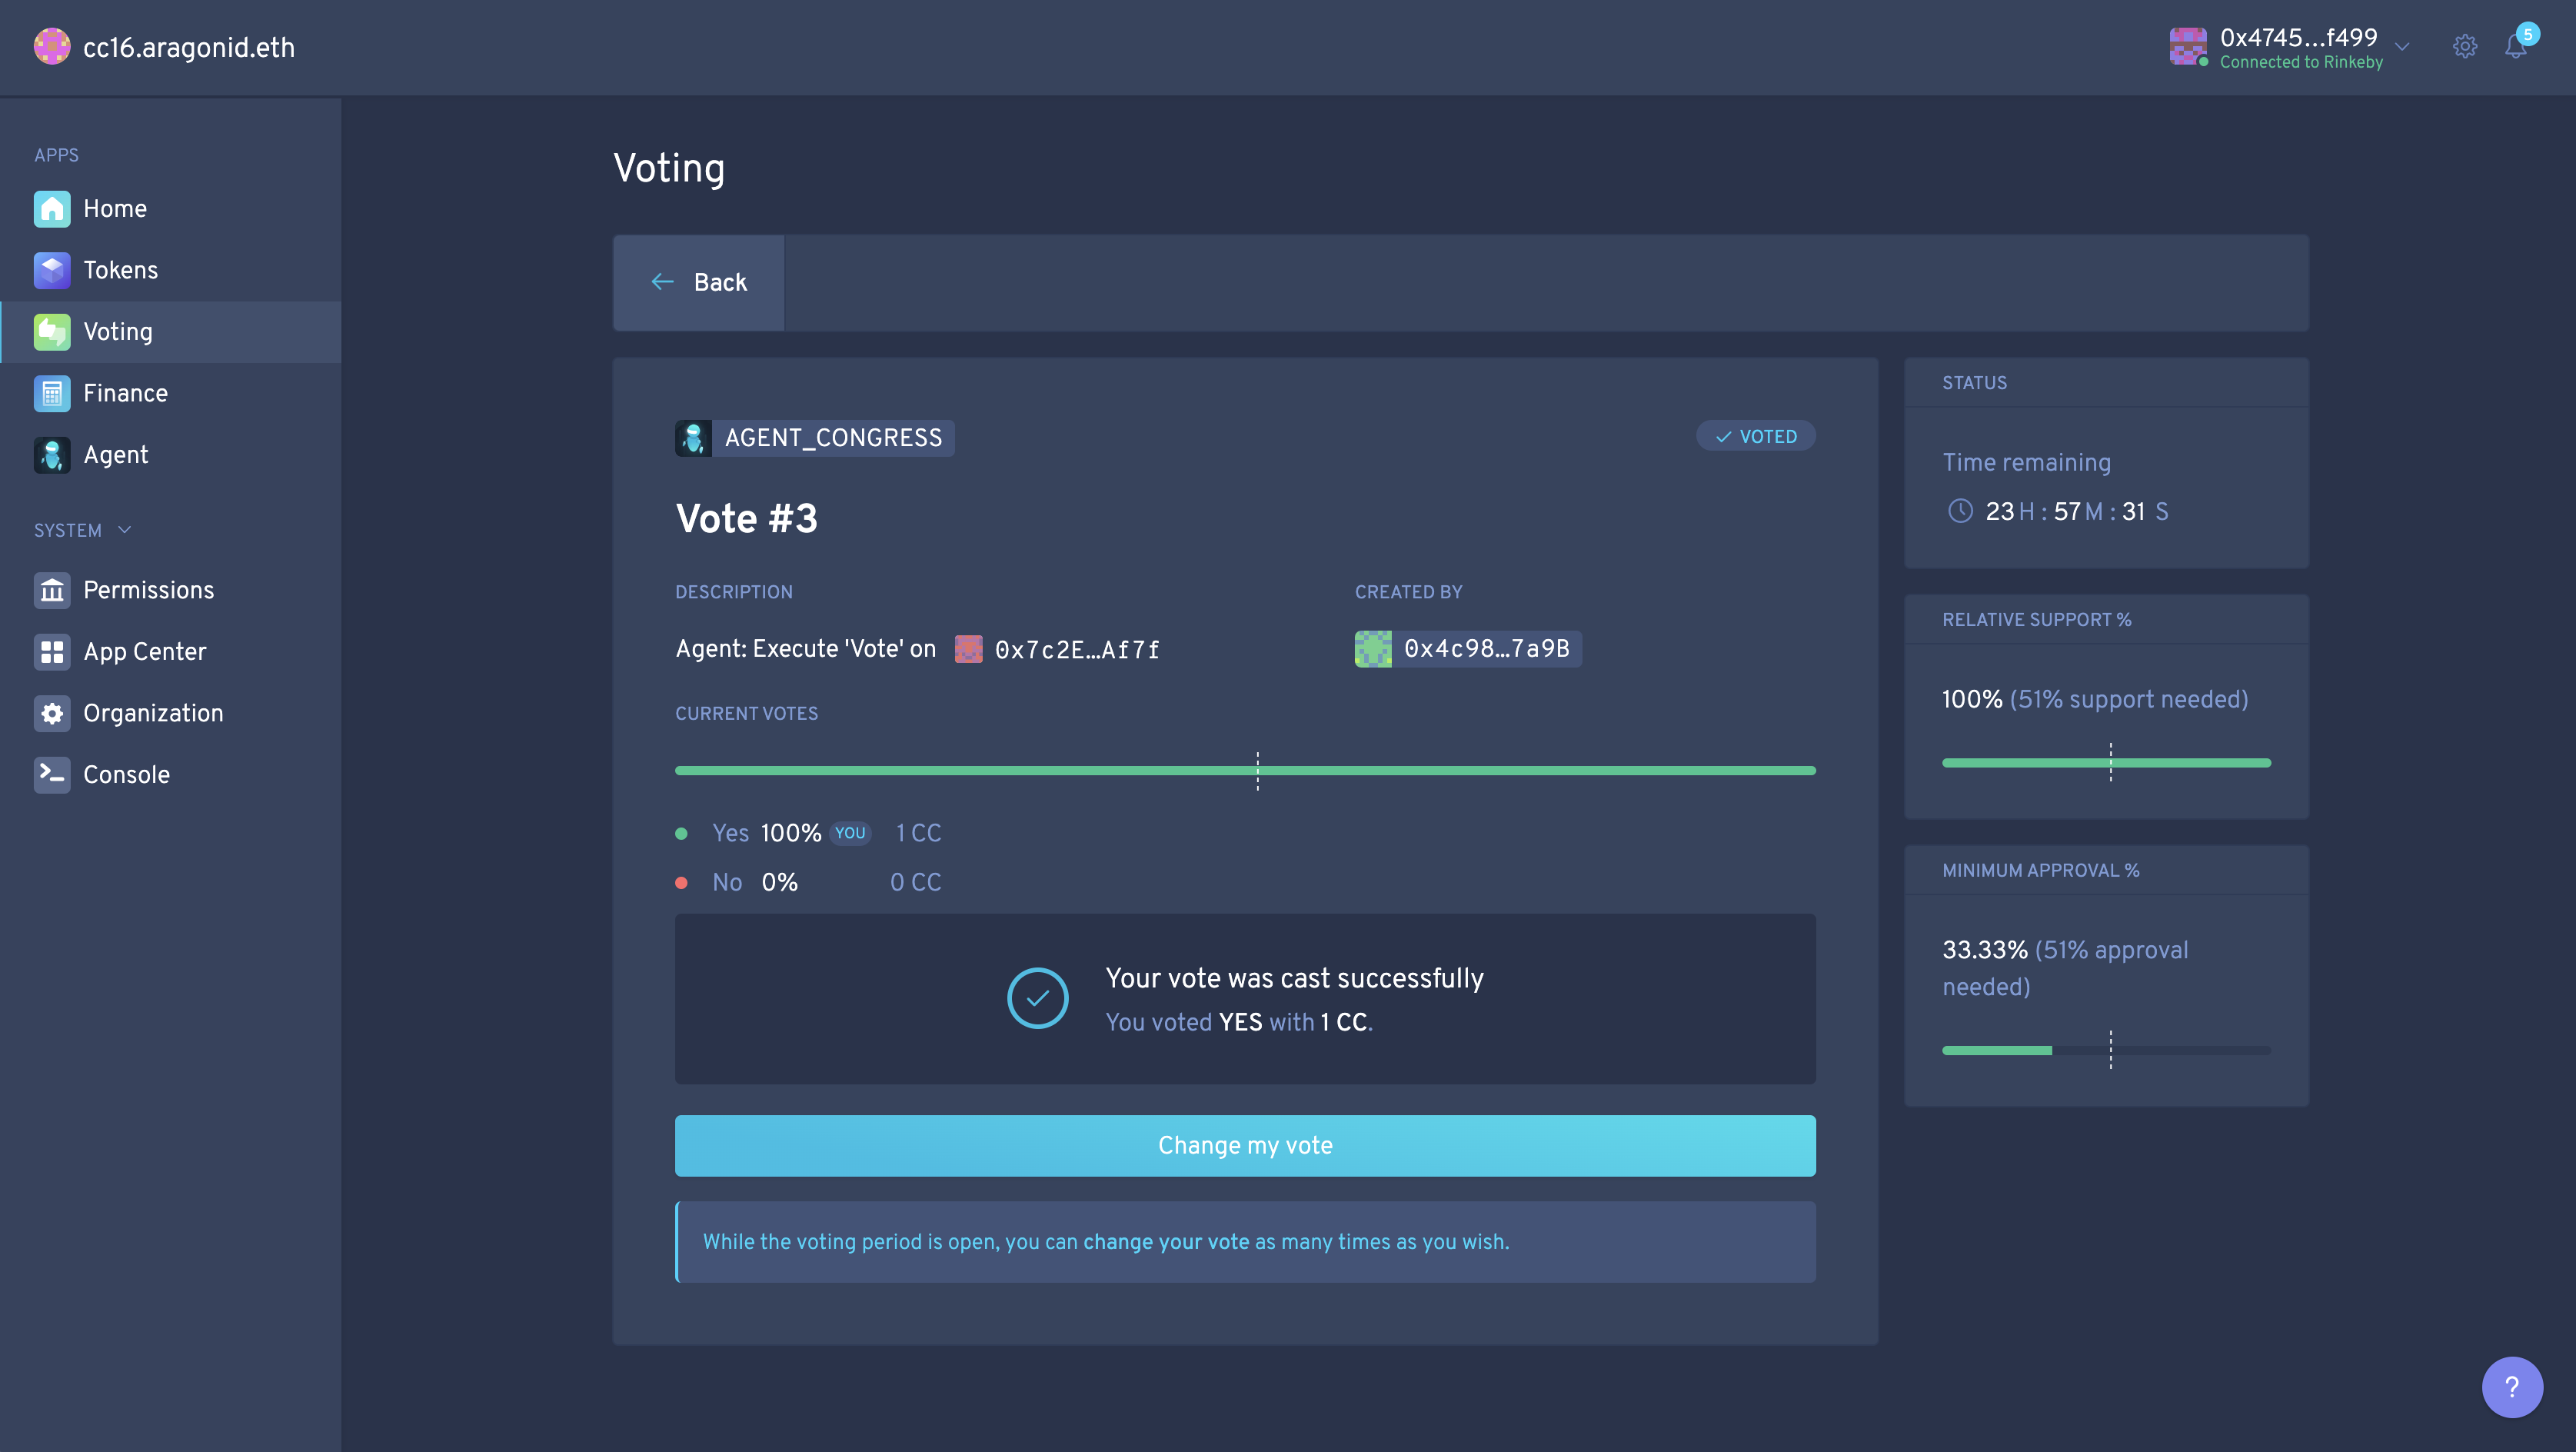 cc16.aragonid.eth
0x4745...f499
Connected to Rinkeby
5
APPS
Home
Tokens
Voting
Finance
Agent
SYSTEM
Permissions
App Center
Organization
Console
Voting
Back
AGENT_CONGRESS
VOTED
Vote #3
DESCRIPTION
Agent: Execute 'Vote' on 0x7c2E…Af7f
CREATED BY
0x4c98…7a9B
CURRENT VOTES
Yes 100% YOU 1 CC
No 0% 0 CC
Your vote was cast successfully
You voted YES with 1 CC.
Change my vote
While the voting period is open, you can change your vote as many times as you wish.
STATUS
Time remaining
23 H : 57 M : 31 S
RELATIVE SUPPORT %
100% (51% support needed)
MINIMUM APPROVAL %
33.33% (51% approval
needed)
?